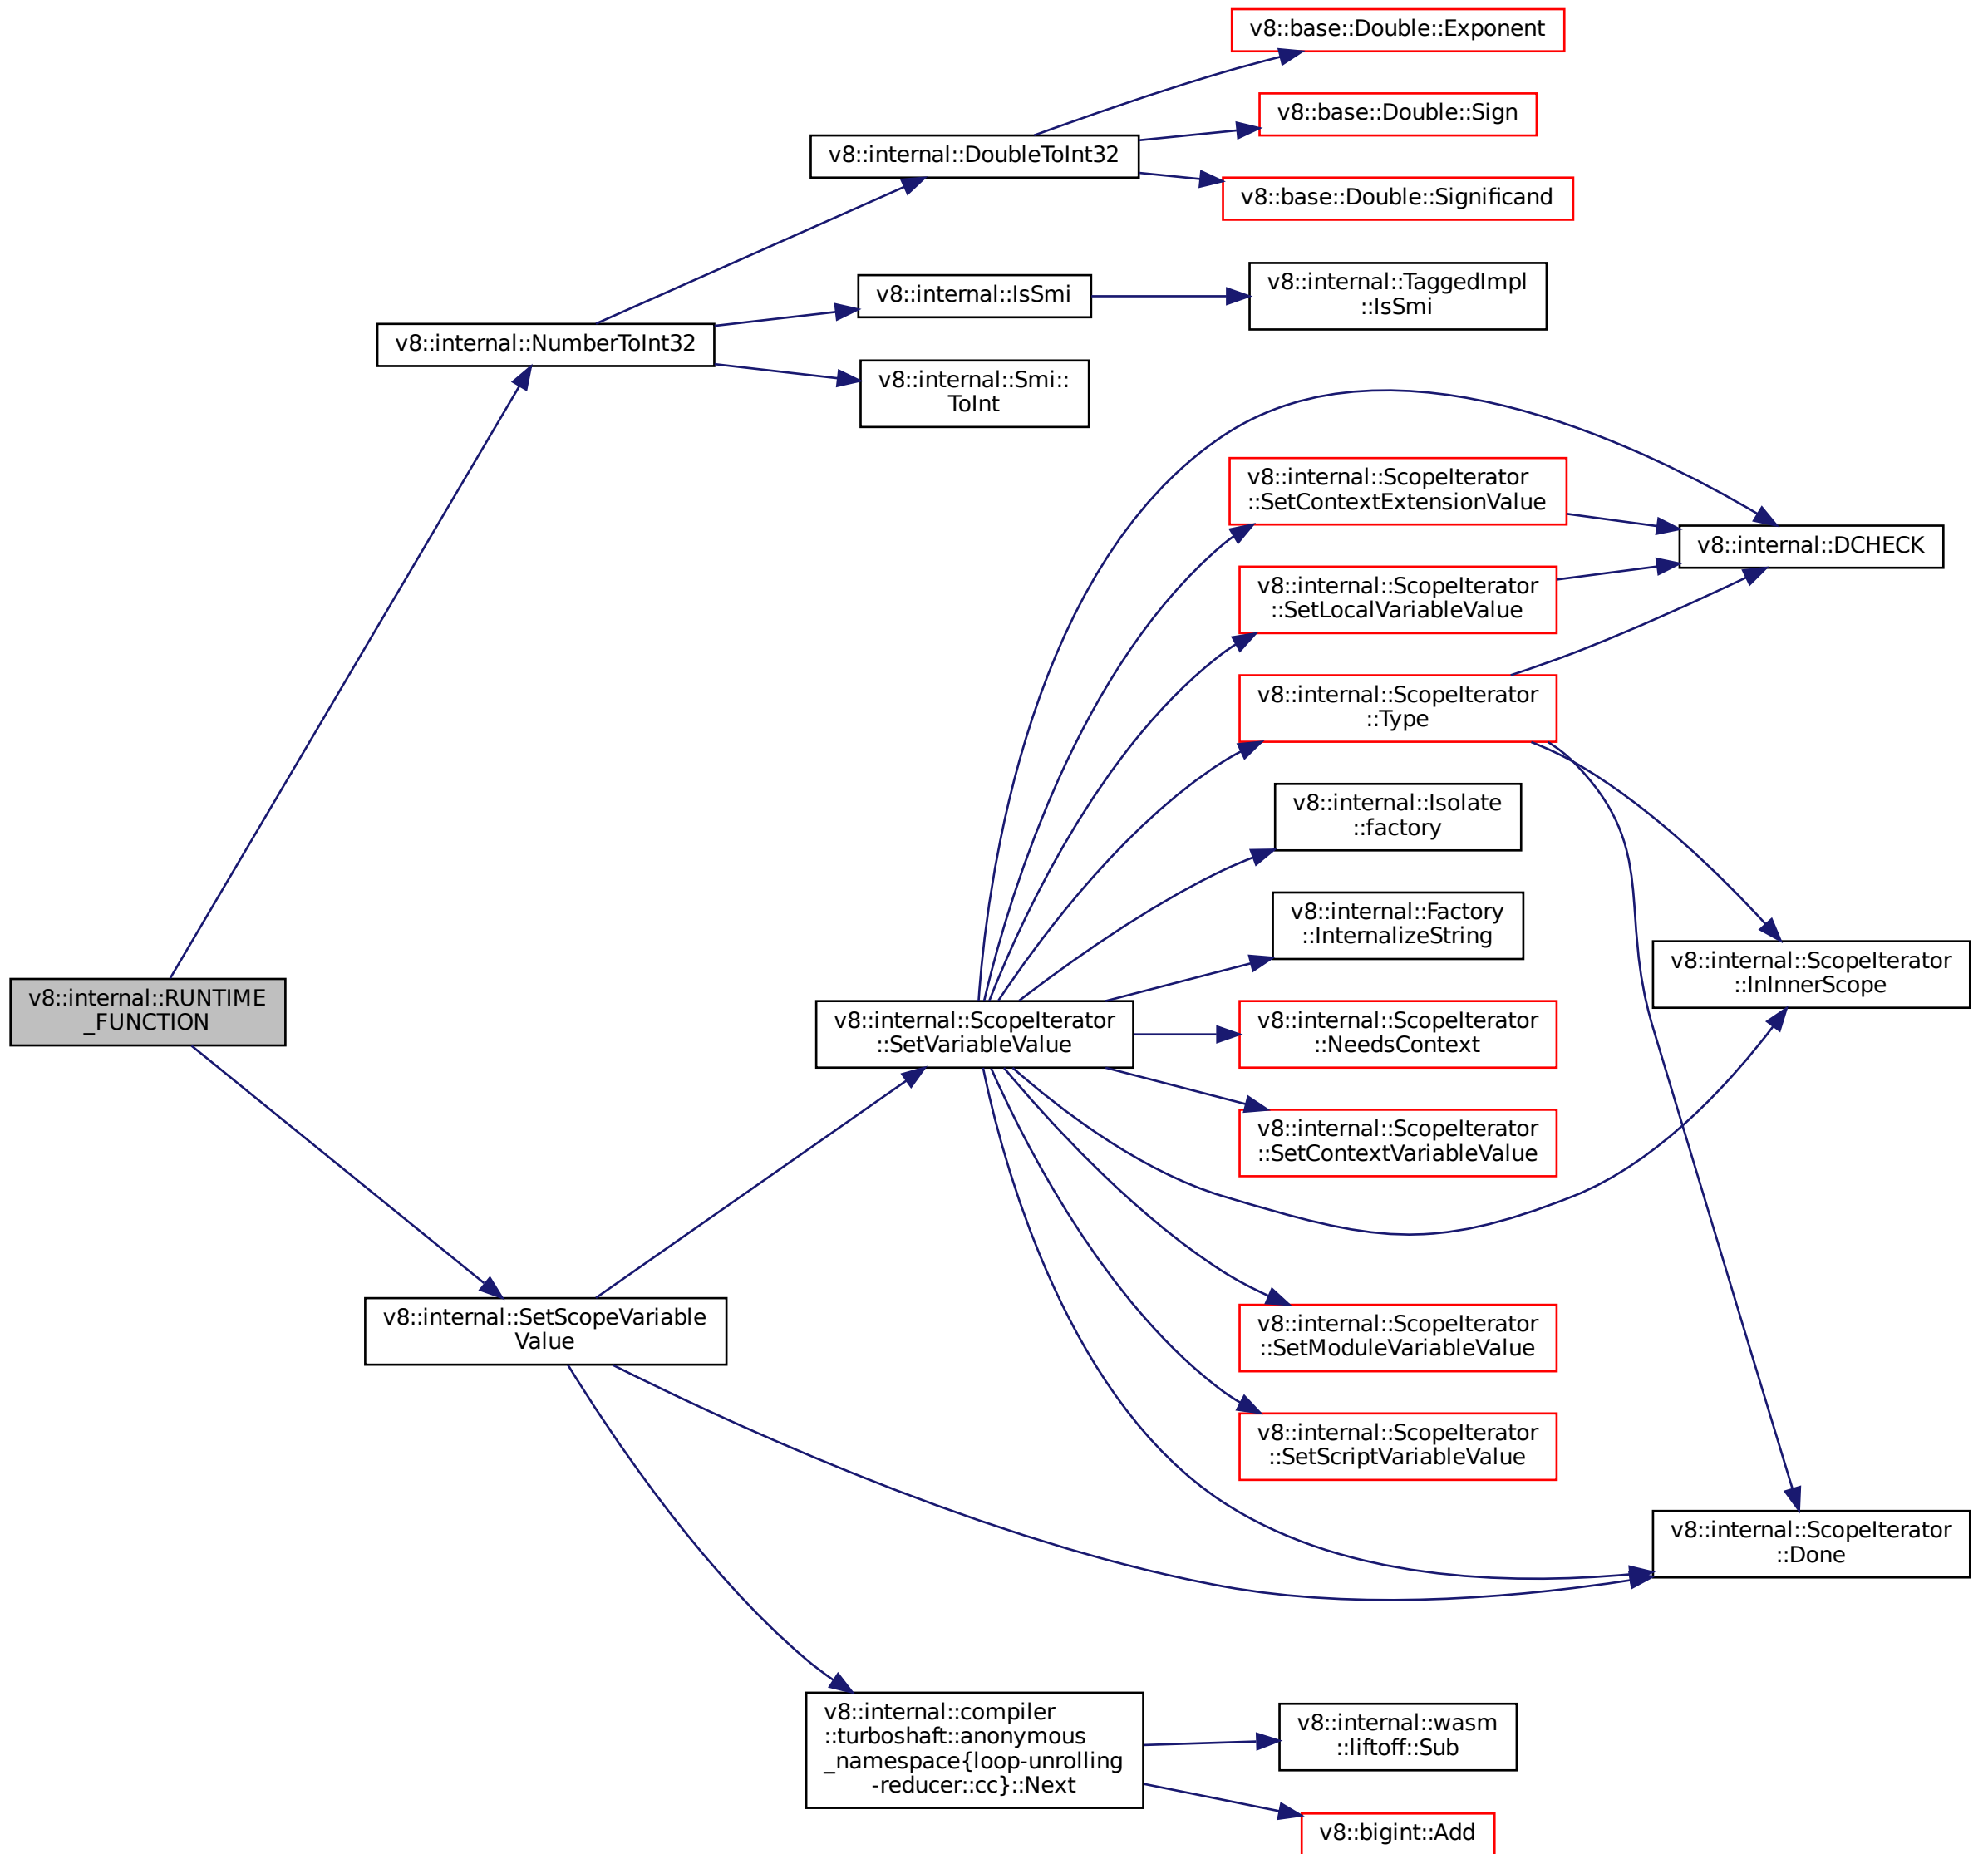 v8::base::Double::Exponent
v8::base::Double::Sign
v8::internal::DoubleToInt32
v8::base::Double::Significand
v8::internal::IsSmi
v8::internal::TaggedImpl
::IsSmi
v8::internal::NumberToInt32
v8::internal::Smi::
ToInt
v8::internal::ScopeIterator
::SetContextExtensionValue
v8::internal::DCHECK
v8::internal::ScopeIterator
::SetLocalVariableValue
v8::internal::ScopeIterator
::Type
v8::internal::Isolate
::factory
v8::internal::Factory
::InternalizeString
v8::internal::ScopeIterator
::InInnerScope
v8::internal::RUNTIME
_FUNCTION
v8::internal::ScopeIterator
::SetVariableValue
v8::internal::ScopeIterator
::NeedsContext
v8::internal::ScopeIterator
::SetContextVariableValue
v8::internal::SetScopeVariable
Value
v8::internal::ScopeIterator
::SetModuleVariableValue
v8::internal::ScopeIterator
::SetScriptVariableValue
v8::internal::ScopeIterator
::Done
v8::internal::compiler
::turboshaft::anonymous
_namespace{loop-unrolling
-reducer::cc}::Next
v8::internal::wasm
::liftoff::Sub
v8::bigint::Add